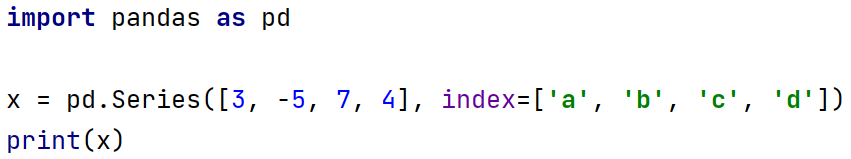 import pandas as pd
x = pd.Series([3, -5, 7, 4], index=['a', 'b', 'c', 'd'])
print(x)